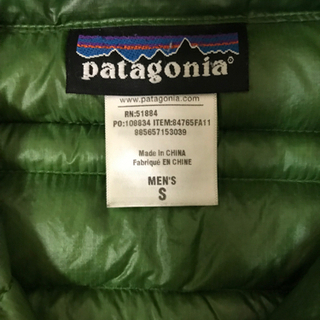 patagonia®
www.patagonia.com
RN:51884
PO:108834 ITEM:84765FA11
885657153039
Made in CHINA
Fabriqué EN CHINE
MEN'S
S